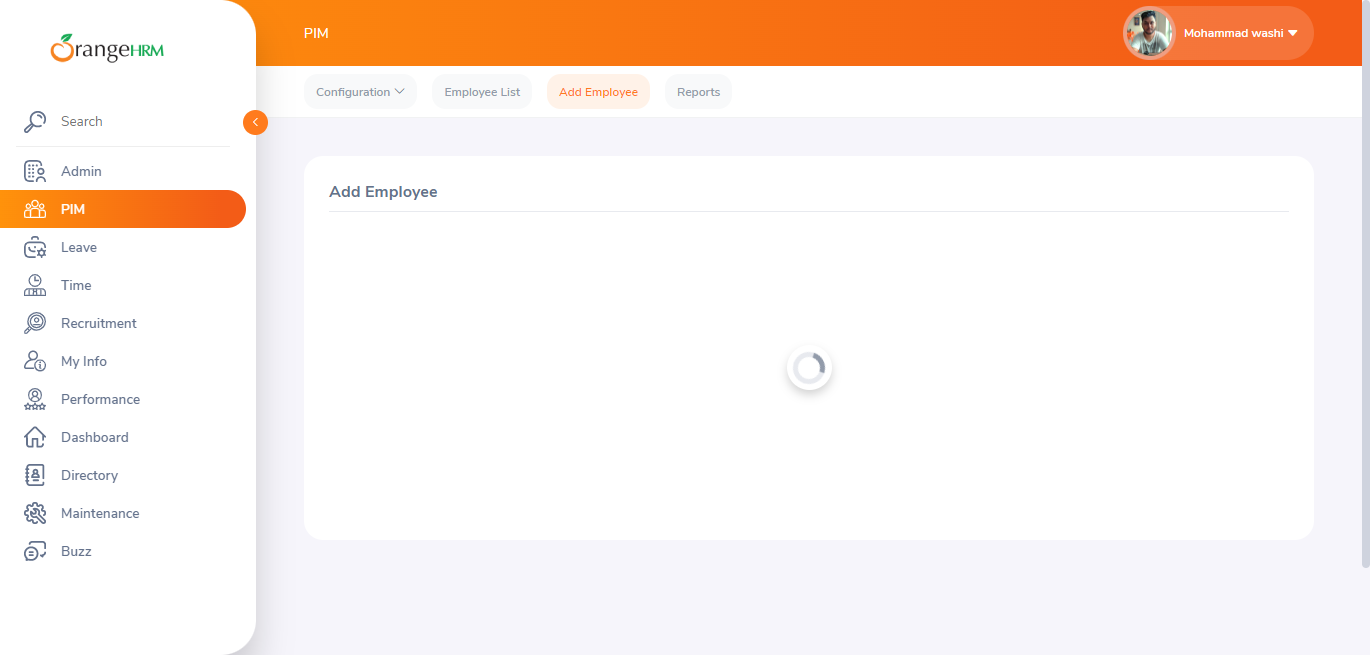 OrangeHRM
Search
Admin
PIM
Leave
Time
Recruitment
My Info
Performance
Dashboard
Directory
Maintenance
Buzz
PIM
Mohammad washi
Configuration
Employee List
Add Employee
Reports
Add Employee